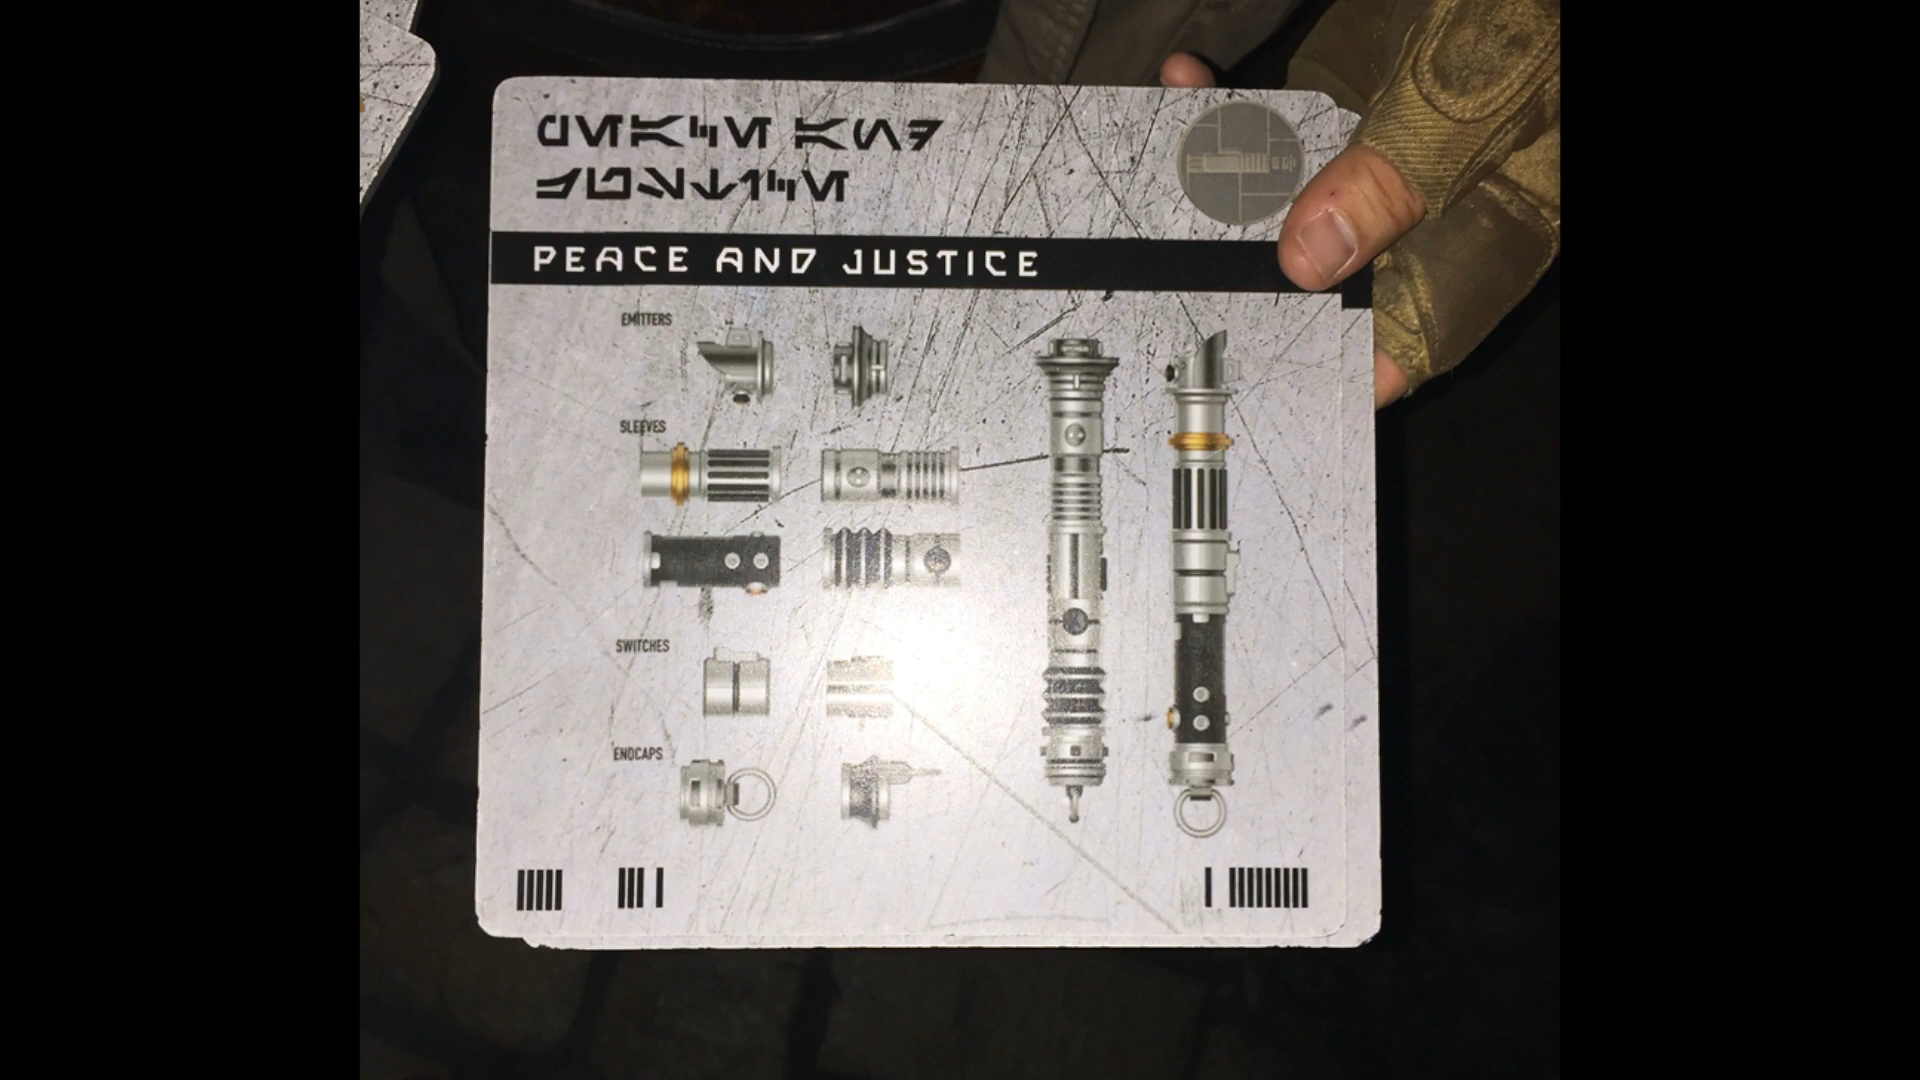 PEACE AND JUSTICE
EMITTERS
SLEEVES
SWITCHES
ENDCAPS